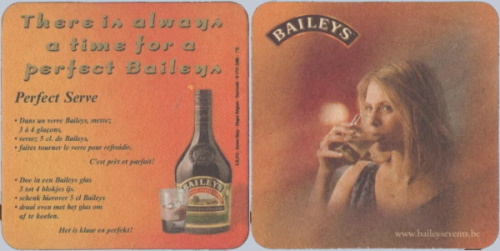 There is always
a time for a
perfect Baileys
Perfect Serve
• Dans un verre Baileys, mettez
3 à 4 glaçons,
• versez 5 cl. de Baileys,
• faites tourner le verre pour refroidir.
C'est prêt et parfait!
• Doe in een Baileys glas
3 tot 4 blokjes ijs.
• schenk hierover 5 cl Baileys
• draai even met het glas om
af te koelen.
Het is klaar en perfekt!
BAILEYS
BAILEYS
www.baileysevents.be